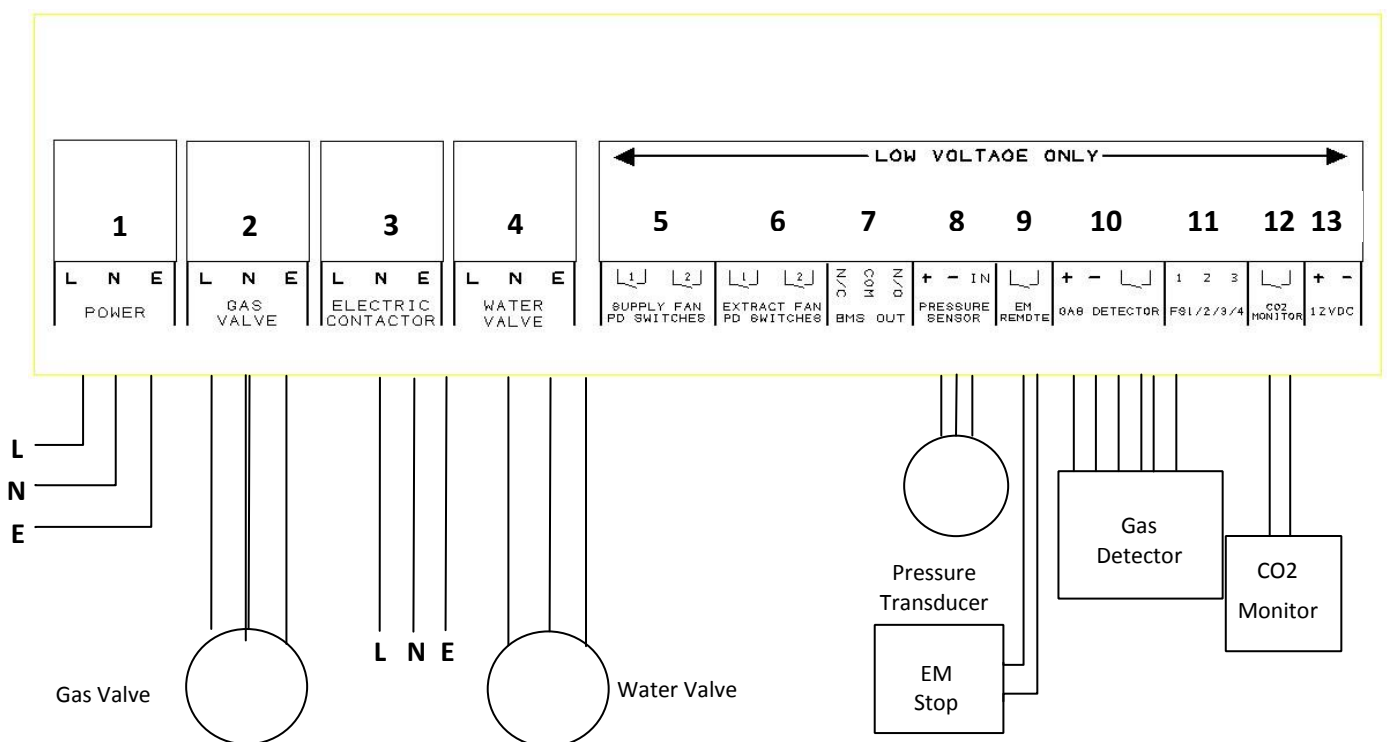 LOW VOLTAGE ONLY
1 2 3 4 5 6 7 8 9 10 11 12 13
L N E L N E L N E L N E 1 2 1 2 N/C COM N/O + - IN + - 1 2 3 + -
POWER
GAS
VALVE
ELECTRIC
CONTACTOR
WATER
VALVE
SUPPLY FAN
PD SWITCHES
EXTRACT FAN
PD SWITCHES
BMS OUT
PRESSURE
SENSOR
EM
REMOTE
GAS DETECTOR
FS1/2/3/4
CO2
MONITOR
12VDC
L
N
E
L N E
Gas Valve
Water Valve
Pressure
Transducer
EM
Stop
Gas
Detector
CO2
Monitor